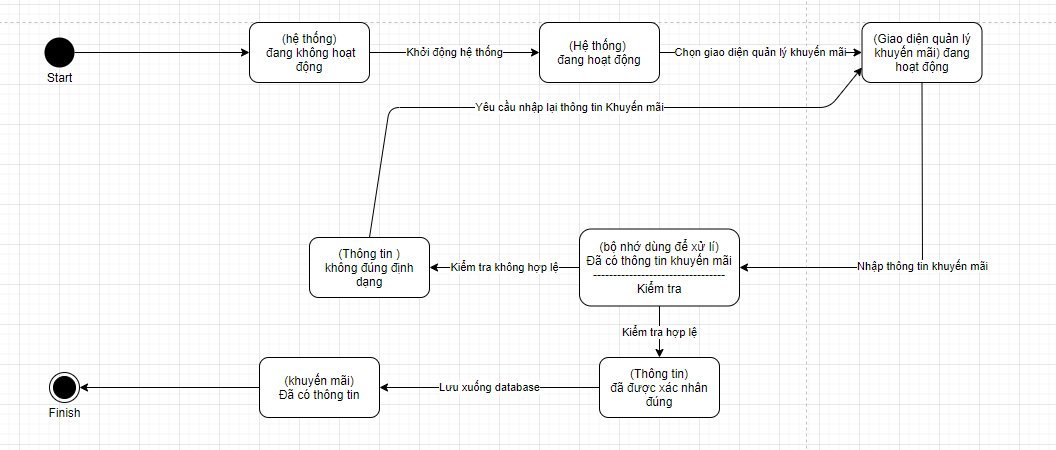 (hệ thống)
đang không hoạt
động
Khởi động hệ thống
(Hệ thống)
đang hoạt động
Chọn giao diện quản lý khuyến mãi
(Giao diện quản lý
khuyến mãi) đang
hoạt động
Start
Yêu cầu nhập lại thông tin Khuyến mãi
(Thông tin )
không đúng định
dạng
Kiểm tra không hợp lệ
(bộ nhớ dùng để xử lí)
Đã có thông tin khuyến mãi
---------------------------------
Kiểm tra
Nhập thông tin khuyến mãi
Kiểm tra hợp lệ
(khuyến mãi)
Đã có thông tin
Lưu xuống database
(Thông tin)
đã được xác nhân
đúng
Finish